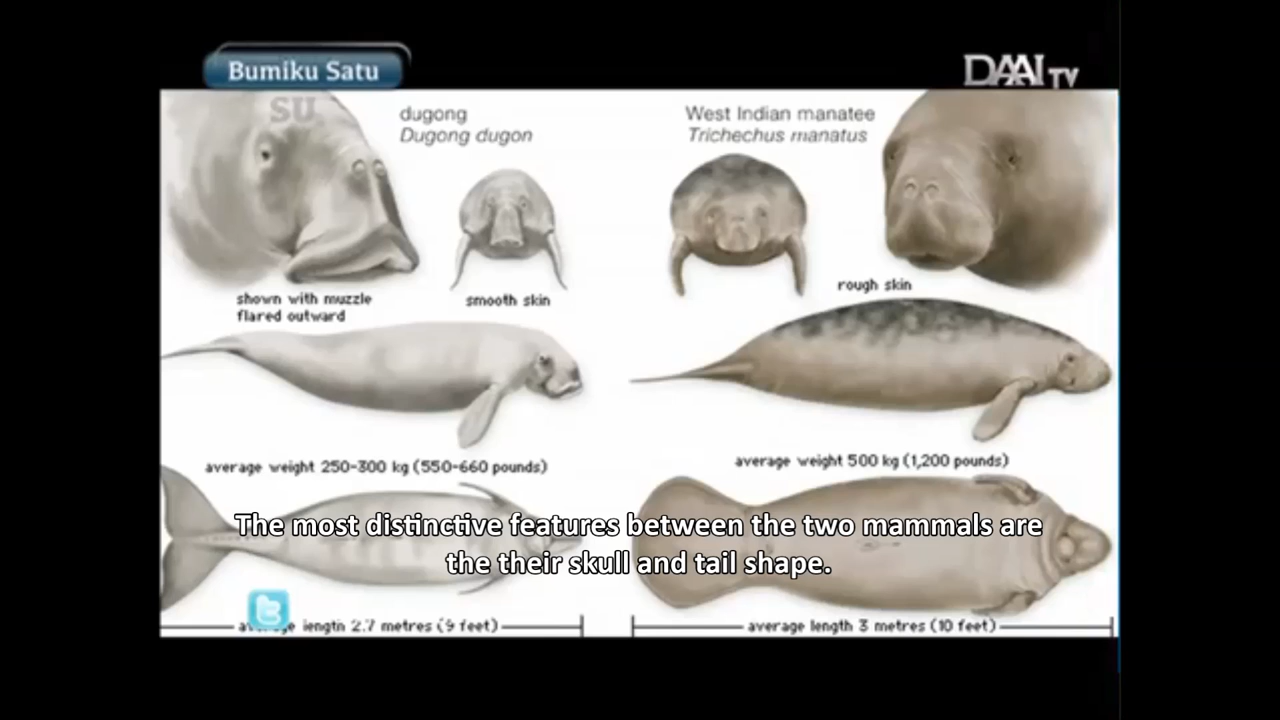 Bumiku Satu
DAAI TV
SU
dugong
Dugong dugon
West Indian manatee
Trichechus manatus
shown with muzzle
flared outward
smooth skin
rough skin
average weight 250-300 kg (550-660 pounds)
average weight 500 kg (1,200 pounds)
The most distinctive features between the two mammals are
the their skull and tail shape.
average length 2.7 metres (9 feet)
average length 3 metres (10 feet)